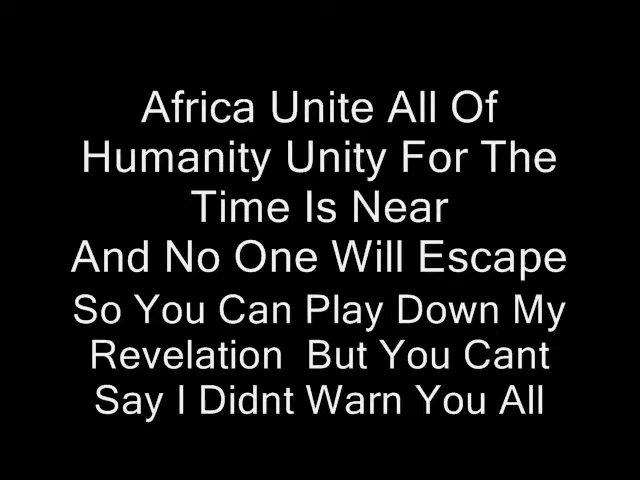 Africa Unite All Of
Humanity Unity For The
Time Is Near
And No One Will Escape
So You Can Play Down My
Revelation  But You Cant
Say I Didnt Warn You All